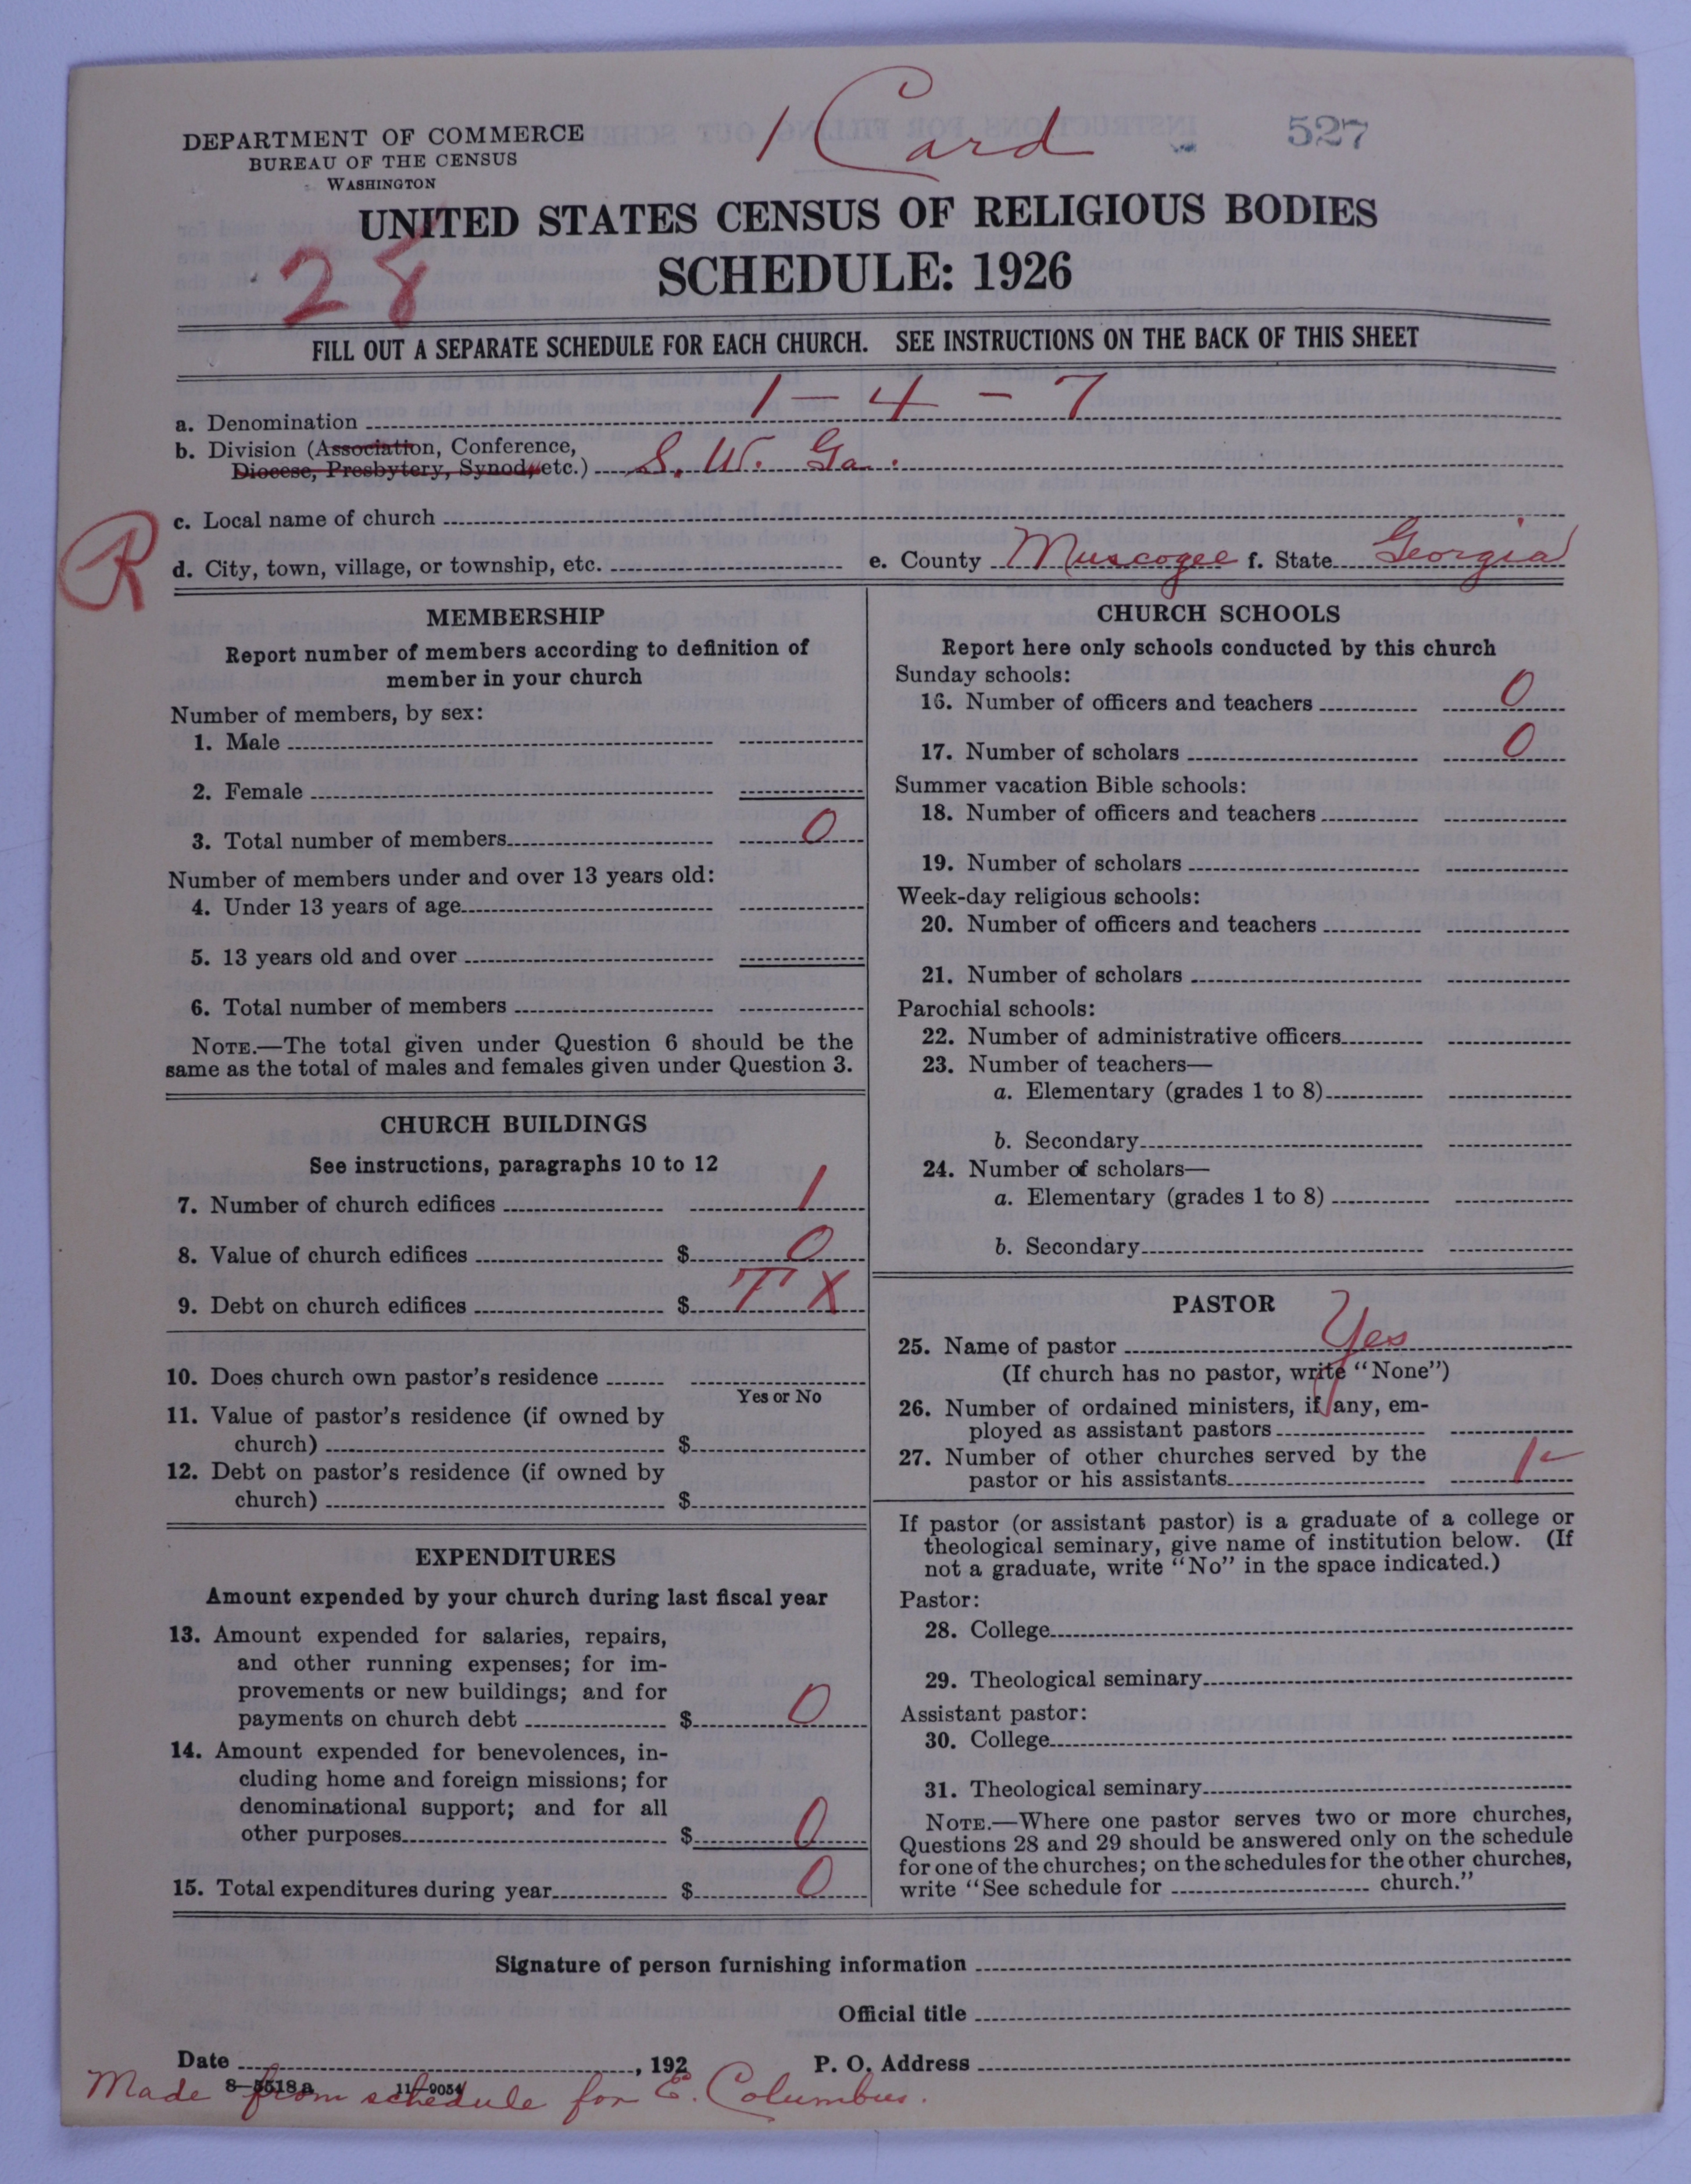 1 Card
527
DEPARTMENT OF COMMERCE
BUREAU OF THE CENSUS
WASHINGTON
UNITED STATES CENSUS OF RELIGIOUS BODIES
28
SCHEDULE: 1926
FILL OUT A SEPARATE SCHEDULE FOR EACH CHURCH. SEE INSTRUCTIONS ON THE BACK OF THIS SHEET
a. Denomination 1-4-7
b. Division (Association, Conference,
Diocese, Presbytery, Synod, etc.) S. W. Ga.
R
c. Local name of church
d. City, town, village, or township, etc. e. County Muscogee f. State Georgia
MEMBERSHIP
Report number of members according to definition of
member in your church
Number of members, by sex:
1. Male
2. Female
3. Total number of members 0
Number of members under and over 13 years old:
4. Under 13 years of age
5. 13 years old and over
6. Total number of members
NOTE.—The total given under Question 6 should be the
same as the total of males and females given under Question 3.
CHURCH BUILDINGS
See instructions, paragraphs 10 to 12
7. Number of church edifices 1
8. Value of church edifices $ 0
9. Debt on church edifices $ T X
10. Does church own pastor's residence
Yes or No
11. Value of pastor's residence (if owned by
church) $
12. Debt on pastor's residence (if owned by
church) $
EXPENDITURES
Amount expended by your church during last fiscal year
13. Amount expended for salaries, repairs,
and other running expenses; for im-
provements or new buildings; and for
payments on church debt $ 0
14. Amount expended for benevolences, in-
cluding home and foreign missions; for
denominational support; and for all
other purposes $ 0
15. Total expenditures during year $ 0
CHURCH SCHOOLS
Report here only schools conducted by this church
Sunday schools:
16. Number of officers and teachers 0
17. Number of scholars 0
Summer vacation Bible schools:
18. Number of officers and teachers
19. Number of scholars
Week-day religious schools:
20. Number of officers and teachers
21. Number of scholars
Parochial schools:
22. Number of administrative officers
23. Number of teachers—
a. Elementary (grades 1 to 8)
b. Secondary
24. Number of scholars—
a. Elementary (grades 1 to 8)
b. Secondary
PASTOR
25. Name of pastor Yes
(If church has no pastor, write "None")
26. Number of ordained ministers, if any, em-
ployed as assistant pastors
27. Number of other churches served by the
pastor or his assistants 1
If pastor (or assistant pastor) is a graduate of a college or
theological seminary, give name of institution below. (If
not a graduate, write "No" in the space indicated.)
Pastor:
28. College
29. Theological seminary
Assistant pastor:
30. College
31. Theological seminary
NOTE.—Where one pastor serves two or more churches,
Questions 28 and 29 should be answered only on the schedule
for one of the churches; on the schedules for the other churches,
write "See schedule for church."
Signature of person furnishing information
Official title
Date , 192 P. O. Address
8—5518a 11—9054
Made from schedule for E. Columbus.